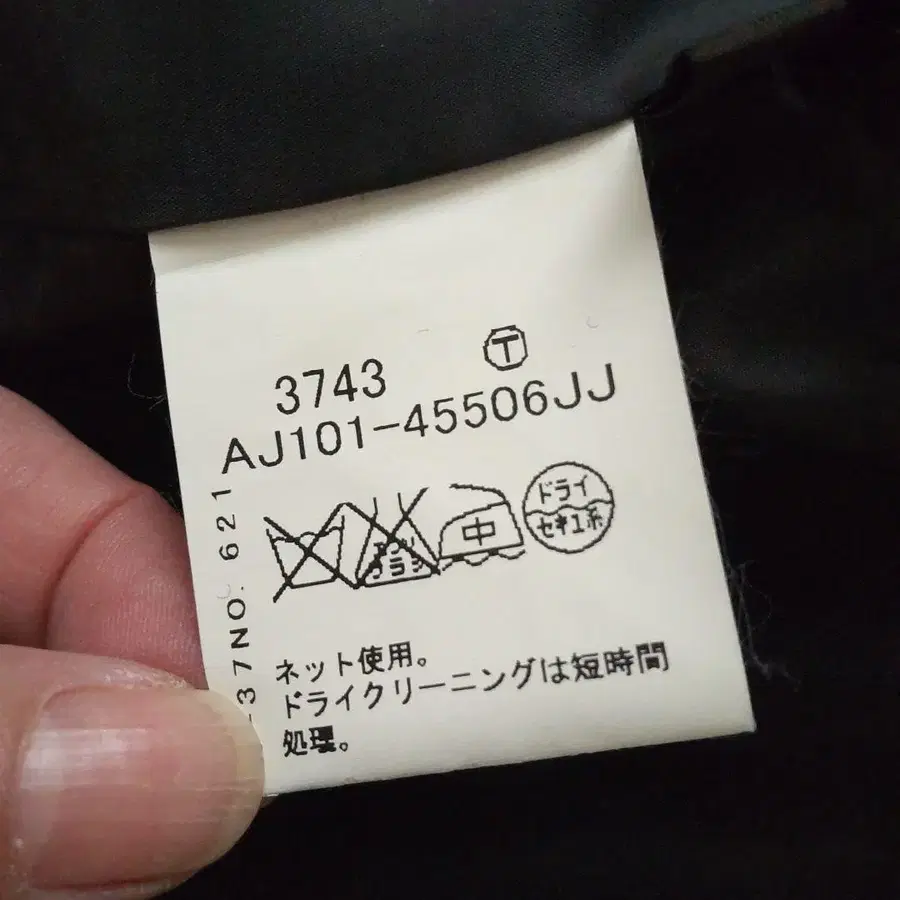 3743 Ⓣ
AJ101-45506JJ
中
ドライ
セキユ系
ネット使用。
ドライクリーニングは短時間
処理。
37NO. 621